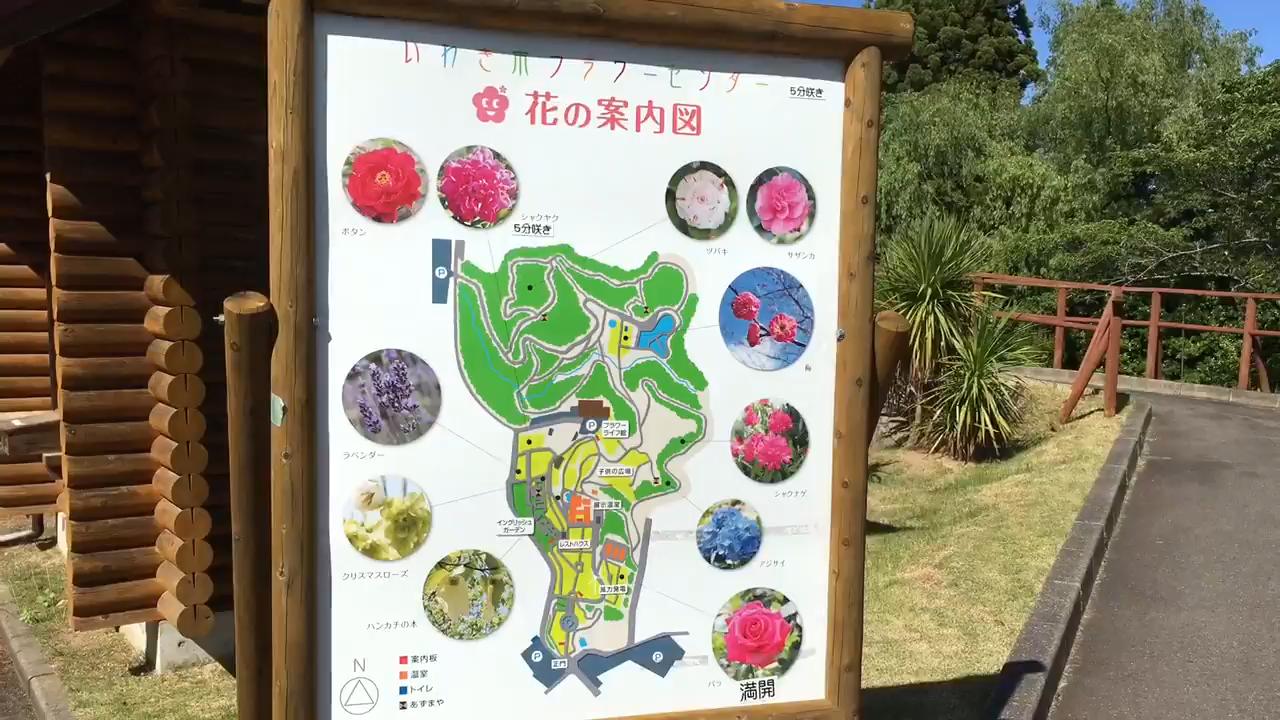 いわき市フラワーセンター
5分咲き
花の案内図
ボタン
シャクヤク
5分咲き
ツバキ
サザンカ
P
梅
ラベンダー
P
フラワー
ライフ館
シャクナゲ
子供の広場
展示温室
イングリッシュ
ガーデン
レストハウス
クリスマスローズ
アジサイ
風力発電
ハンカチの木
P
正門
P
バラ
満開
N
案内板
温室
トイレ
あずまや